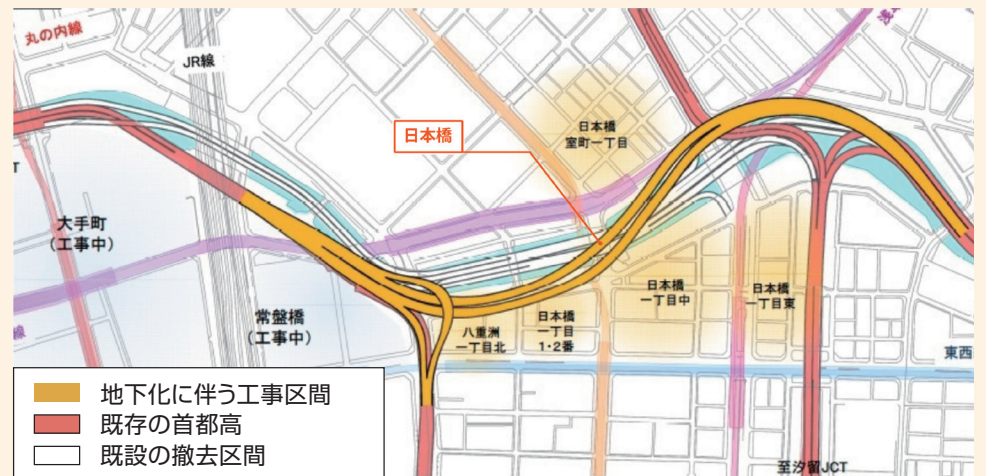 丸の内線
JR線
日本橋
日本橋
室町一丁目
大手町
(工事中)
常盤橋
(工事中)
八重洲
一丁目北
日本橋
一丁目
1・2番
日本橋
一丁目中
日本橋
一丁目東
東西
線
至汐留JCT
地下化に伴う工事区間
既存の首都高
既設の撤去区間